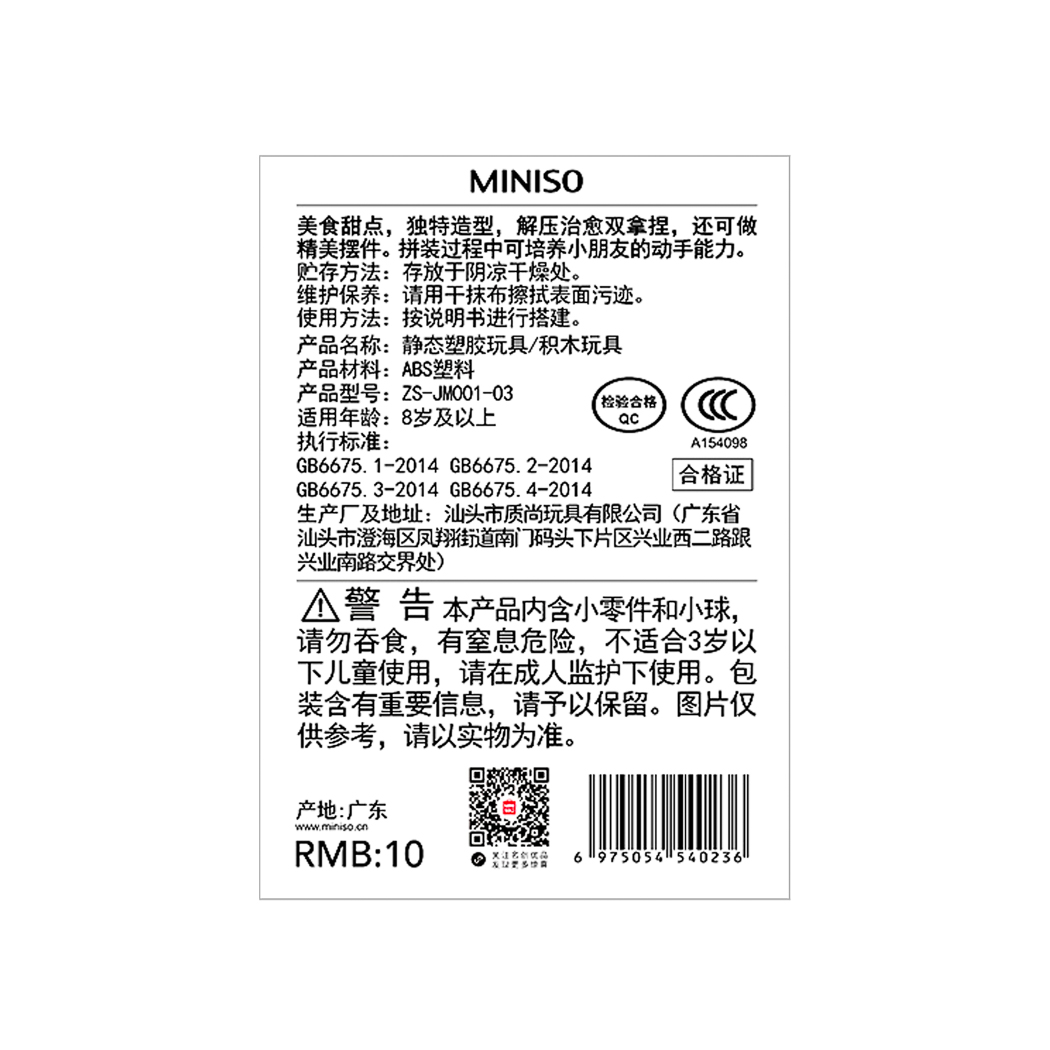 MINISO
美食甜点，独特造型，解压治愈双拿捏，还可做
精美摆件。拼装过程中可培养小朋友的动手能力。
贮存方法：存放于阴凉干燥处。
维护保养：请用干抹布擦拭表面污迹。
使用方法：按说明书进行搭建。
产品名称：静态塑胶玩具/积木玩具
产品材料：ABS塑料
产品型号：ZS-JM001-03
适用年龄：8岁及以上
检验合格
QC
CCC
A154098
执行标准：
GB6675.1-2014 GB6675.2-2014
GB6675.3-2014 GB6675.4-2014
合格证
生产厂及地址：汕头市质尚玩具有限公司（广东省
汕头市澄海区凤翔街道南门码头下片区兴业西二路跟
兴业南路交界处）
警 告 本产品内含小零件和小球，
请勿吞食，有窒息危险，不适合3岁以
下儿童使用，请在成人监护下使用。包
装含有重要信息，请予以保留。图片仅
供参考，请以实物为准。
产地:广东
www.miniso.cn
RMB:10
关注名创优品
发现更多惊喜
6 975054 540236